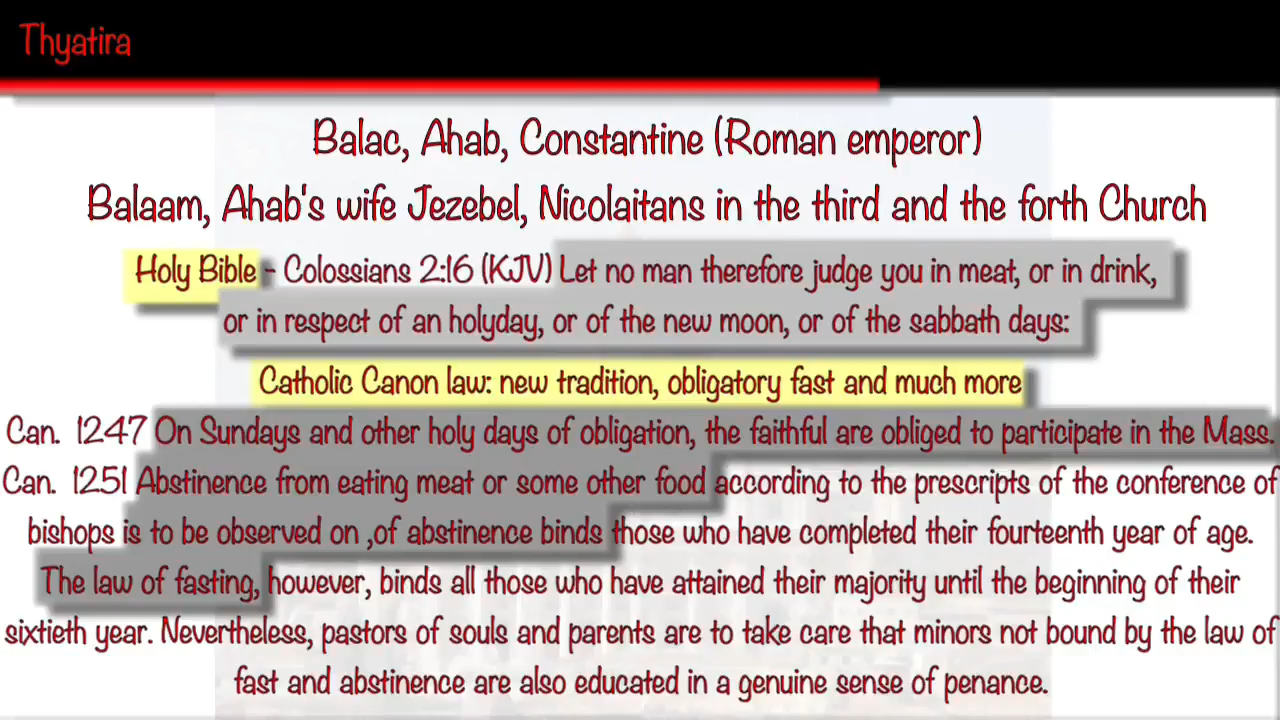 Thyatira
Balac, Ahab, Constantine (Roman emperor)
Balaam, Ahab's wife Jezebel, Nicolaitans in the third and the forth Church
Holy Bible - Colossians 2:16 (KJV) Let no man therefore judge you in meat, or in drink,
or in respect of an holyday, or of the new moon, or of the sabbath days:
Catholic Canon law: new tradition, obligatory fast and much more
Can. 1247 On Sundays and other holy days of obligation, the faithful are obliged to participate in the Mass.
Can. 1251 Abstinence from eating meat or some other food according to the prescripts of the conference of
bishops is to be observed on ,of abstinence binds those who have completed their fourteenth year of age.
The law of fasting, however, binds all those who have attained their majority until the beginning of their
sixtieth year. Nevertheless, pastors of souls and parents are to take care that minors not bound by the law of
fast and abstinence are also educated in a genuine sense of penance.